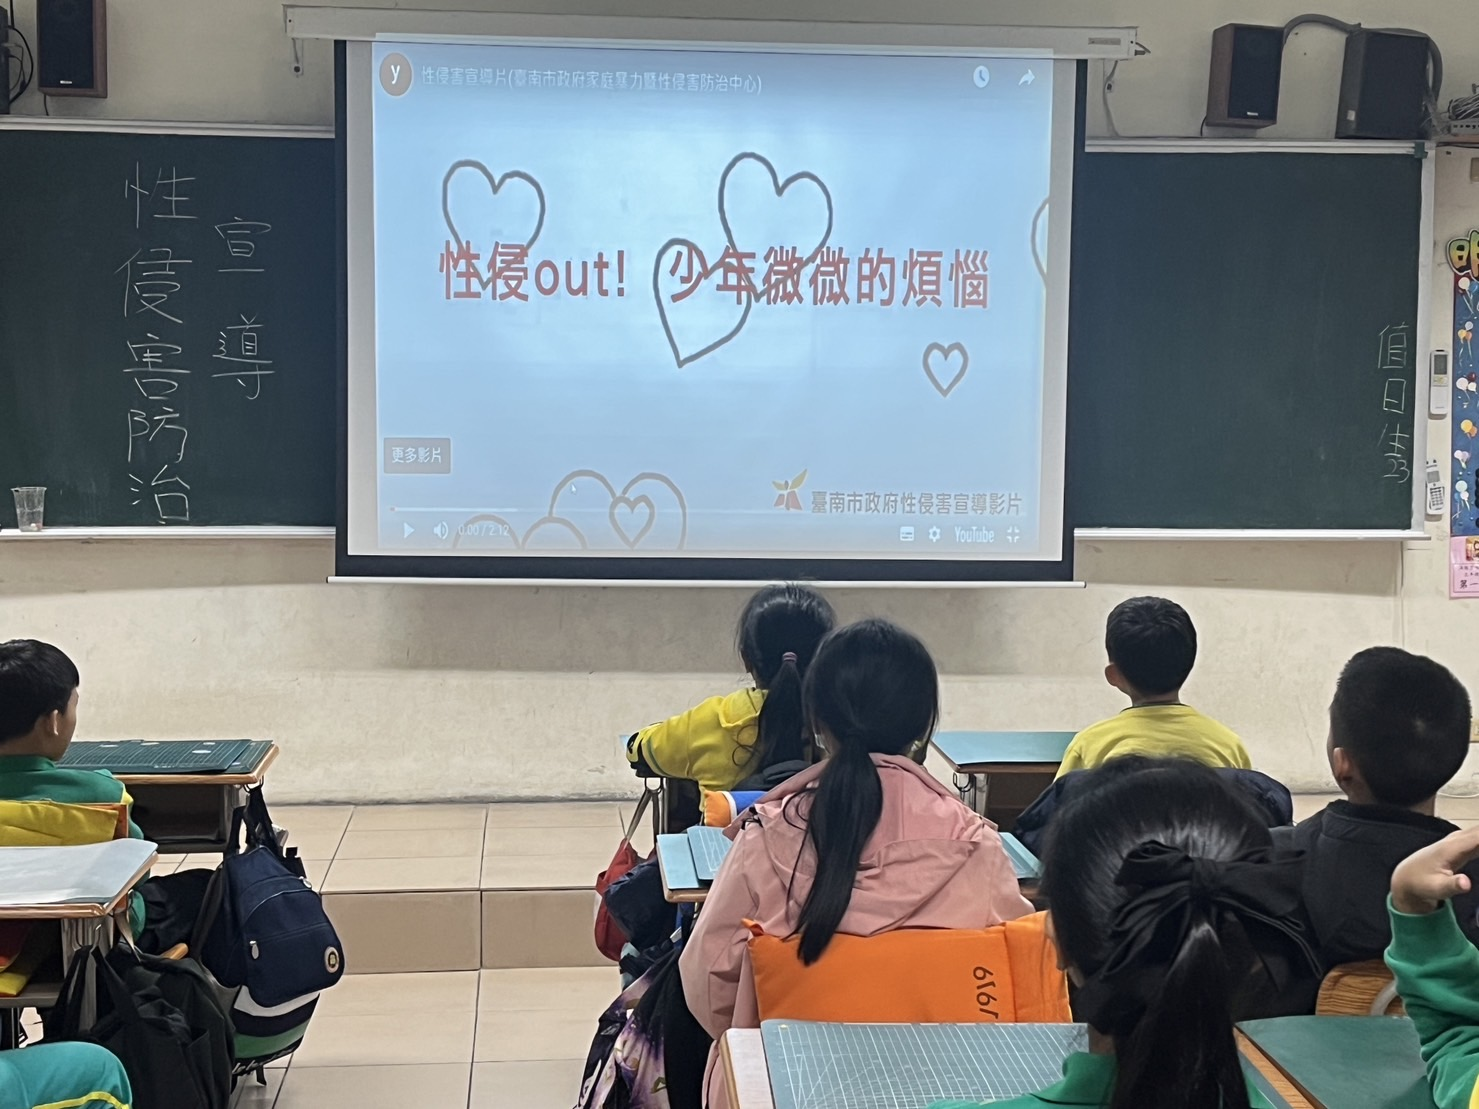 性侵害防治
宣導
y
性侵害宣導片(臺南市政府家庭暴力暨性侵害防治中心)
性侵out! 少年微微的煩惱
更多影片
臺南市政府性侵害宣導影片
0:00 / 2:12
YouTube
值日生
23
1979